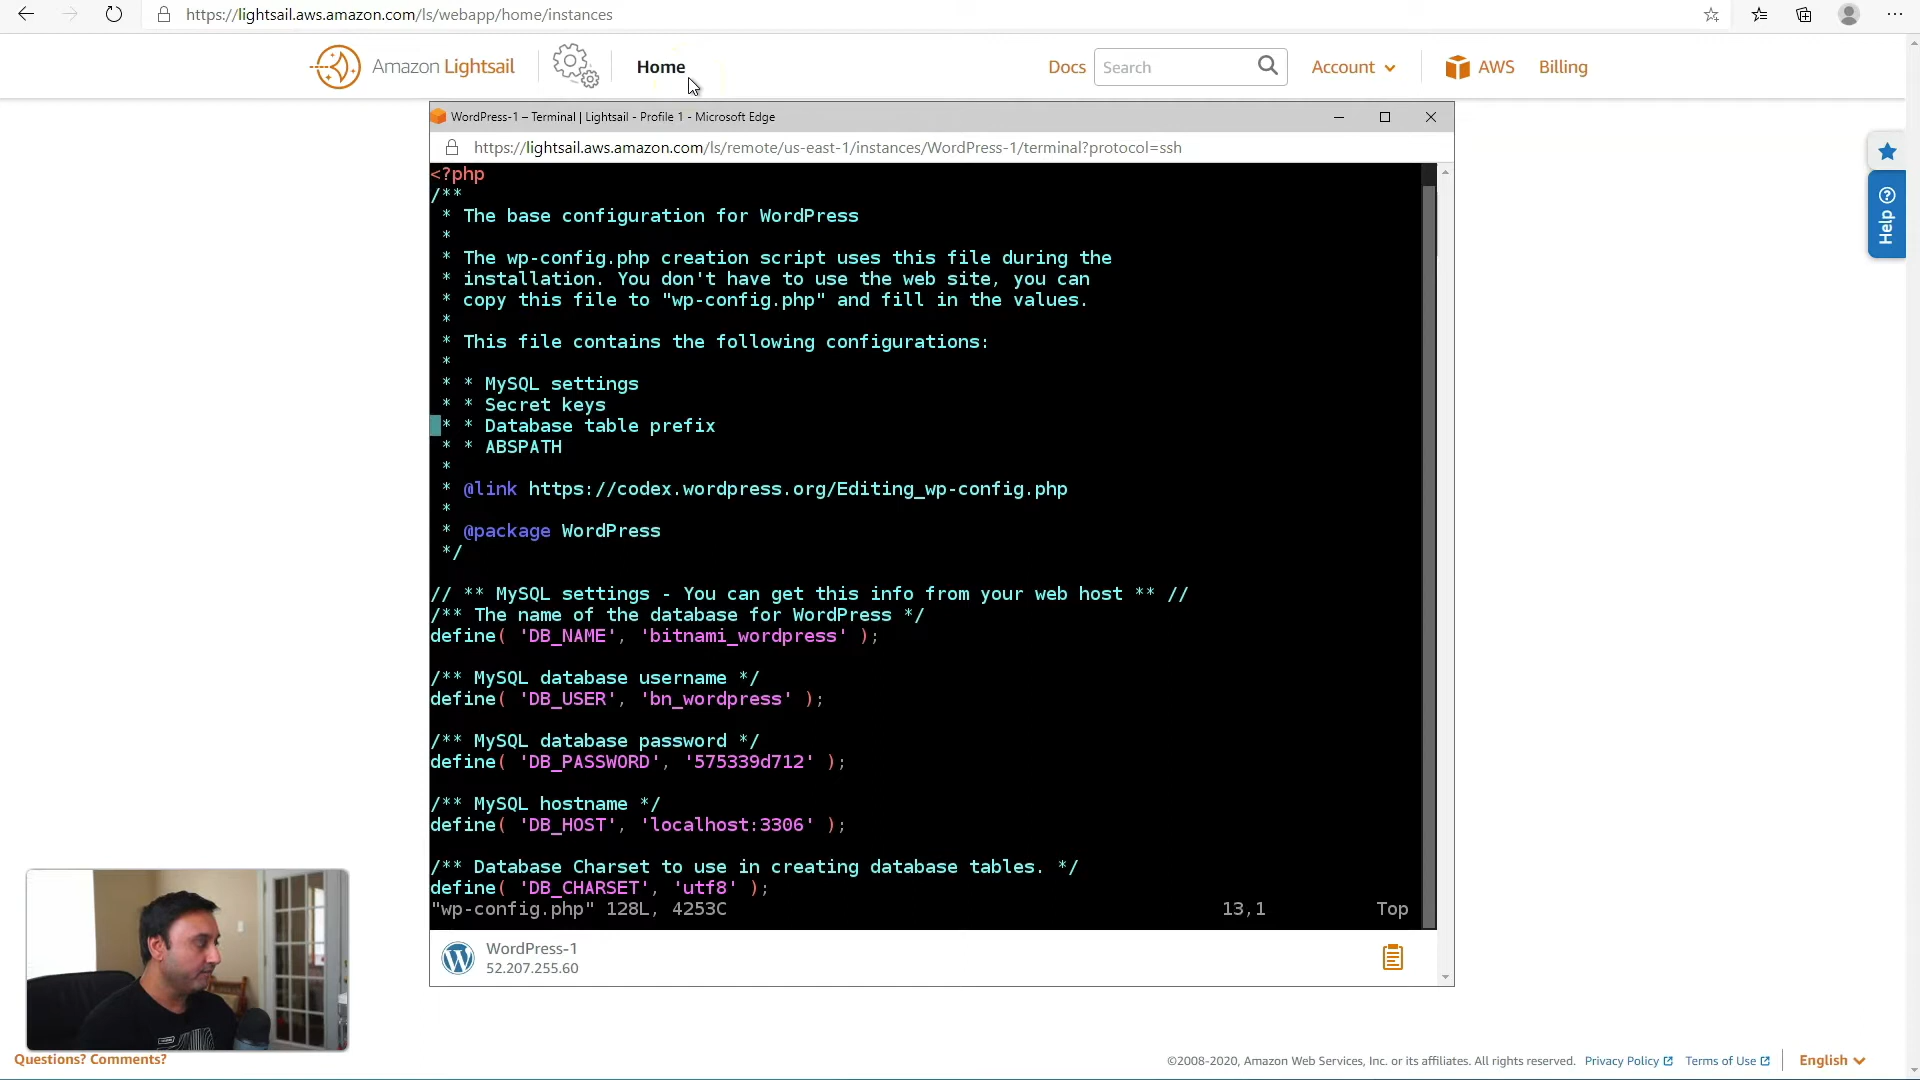 https://lightsail.aws.amazon.com/ls/webapp/home/instances
Amazon Lightsail
Home
Docs
Search
Account
AWS
Billing
WordPress-1 – Terminal | Lightsail - Profile 1 - Microsoft Edge
https://lightsail.aws.amazon.com/ls/remote/us-east-1/instances/WordPress-1/terminal?protocol=ssh
Help
<?php
/**
* The base configuration for WordPress
*
* The wp-config.php creation script uses this file during the
* installation. You don't have to use the web site, you can
* copy this file to "wp-config.php" and fill in the values.
*
* This file contains the following configurations:
*
* * MySQL settings
* * Secret keys
* * Database table prefix
* * ABSPATH
*
* @link https://codex.wordpress.org/Editing_wp-config.php
*
* @package WordPress
*/
// ** MySQL settings - You can get this info from your web host ** //
/** The name of the database for WordPress */
define( 'DB_NAME', 'bitnami_wordpress' );
/** MySQL database username */
define( 'DB_USER', 'bn_wordpress' );
/** MySQL database password */
define( 'DB_PASSWORD', '575339d712' );
/** MySQL hostname */
define( 'DB_HOST', 'localhost:3306' );
/** Database Charset to use in creating database tables. */
define( 'DB_CHARSET', 'utf8' );
"wp-config.php" 128L, 4253C 13,1 Top
WordPress-1
52.207.255.60
Questions? Comments?
©2008-2020, Amazon Web Services, Inc. or its affiliates. All rights reserved. Privacy Policy Terms of Use English